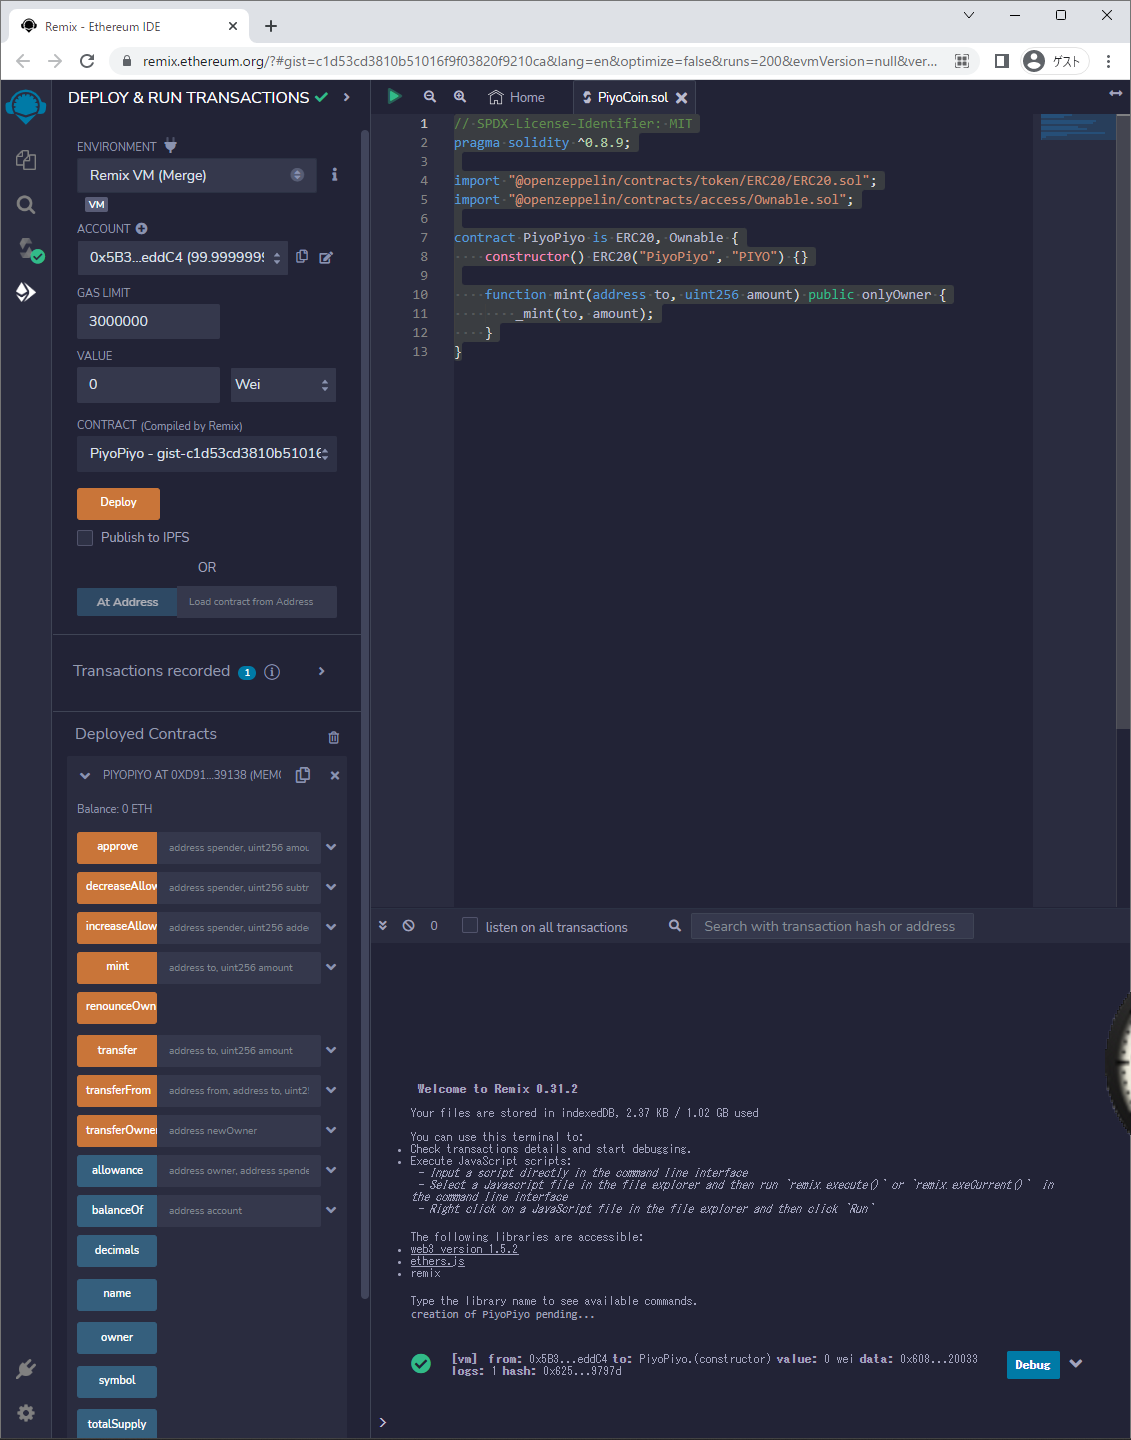 Remix - Ethereum IDE
remix.ethereum.org/?#gist=c1d53cd3810b51016f9f03820f9210ca&lang=en&optimize=false&runs=200&evmVersion=null&ver...
ゲスト
DEPLOY & RUN TRANSACTIONS
ENVIRONMENT
Remix VM (Merge)
VM
ACCOUNT
0x5B3...eddC4 (99.9999999
GAS LIMIT
3000000
VALUE
0
Wei
CONTRACT (Compiled by Remix)
PiyoPiyo - gist-c1d53cd3810b51016
Deploy
Publish to IPFS
OR
At Address
Load contract from Address
Transactions recorded 1
Deployed Contracts
PIYOPIYO AT 0XD91...39138 (MEMO
Balance: 0 ETH
approve address spender, uint256 amou
decreaseAllow address spender, uint256 subtr
increaseAllow address spender, uint256 adde
mint address to, uint256 amount
renounceOwn
transfer address to, uint256 amount
transferFrom address from, address to, uint2
transferOwne address newOwner
allowance address owner, address spende
balanceOf address account
decimals
name
owner
symbol
totalSupply
Home
PiyoCoin.sol
1 // SPDX-License-Identifier: MIT
2 pragma solidity ^0.8.9;
3
4 import "@openzeppelin/contracts/token/ERC20/ERC20.sol";
5 import "@openzeppelin/contracts/access/Ownable.sol";
6
7 contract PiyoPiyo is ERC20, Ownable {
8 constructor() ERC20("PiyoPiyo", "PIYO") {}
9
10 function mint(address to, uint256 amount) public onlyOwner {
11 _mint(to, amount);
12 }
13 }
0
listen on all transactions
Search with transaction hash or address
Welcome to Remix 0.31.2
Your files are stored in indexedDB, 2.37 KB / 1.02 GB used
You can use this terminal to:
• Check transactions details and start debugging.
• Execute JavaScript scripts:
- Input a script directly in the command line interface
- Select a Javascript file in the file explorer and then run `remix.execute()` or `remix.exeCurrent()` in
the command line interface
- Right click on a JavaScript file in the file explorer and then click `Run`
The following libraries are accessible:
• web3 version 1.5.2
• ethers.js
• remix
Type the library name to see available commands.
creation of PiyoPiyo pending...
[vm] from: 0x5B3...eddC4 to: PiyoPiyo.(constructor) value: 0 wei data: 0x608...20033
logs: 1 hash: 0x625...9797d
Debug
>